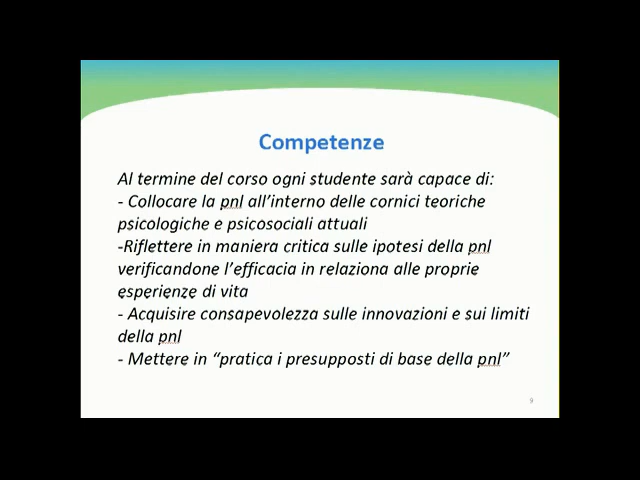 Competenze
Al termine del corso ogni studente sarà capace di:
- Collocare la pnl all'interno delle cornici teoriche
psicologiche e psicosociali attuali
-Riflettere in maniera critica sulle ipotesi della pnl
verificandone l'efficacia in relaziona alle proprie
esperienze di vita
- Acquisire consapevolezza sulle innovazioni e sui limiti
della pnl
- Mettere in “pratica i presupposti di base della pnl”
9